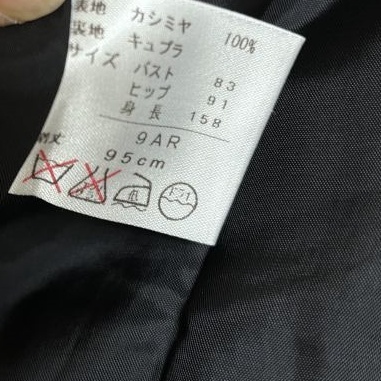 表地 カシミヤ 100%
裏地 キュプラ
サイズ バスト 83
ヒップ 91
身長 158
9AR
丈 95cm
ドライ